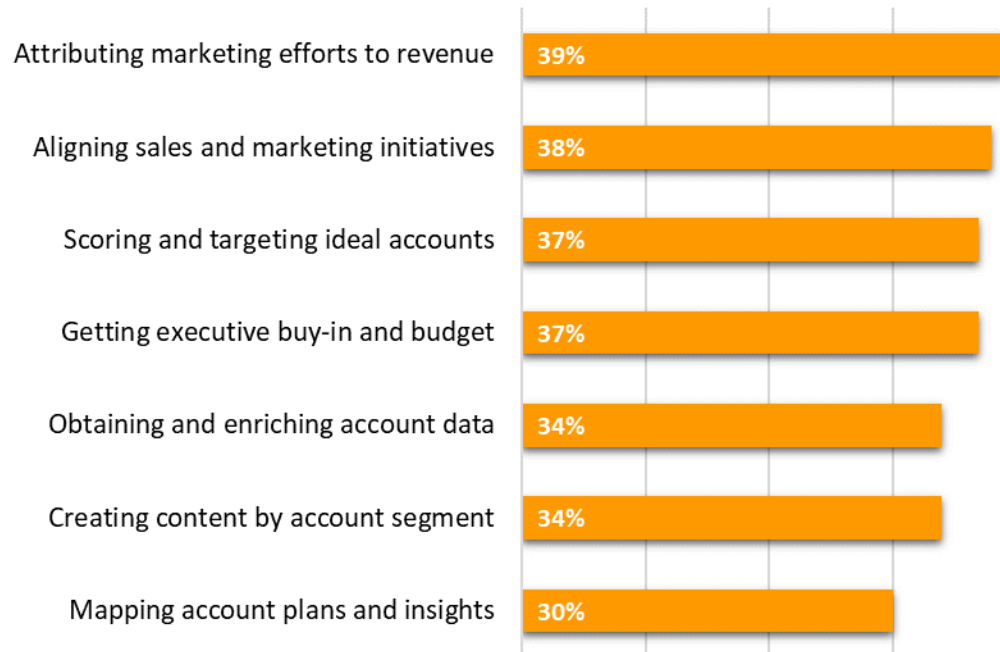 Attributing marketing efforts to revenue 39%
Aligning sales and marketing initiatives 38%
Scoring and targeting ideal accounts 37%
Getting executive buy-in and budget 37%
Obtaining and enriching account data 34%
Creating content by account segment 34%
Mapping account plans and insights 30%